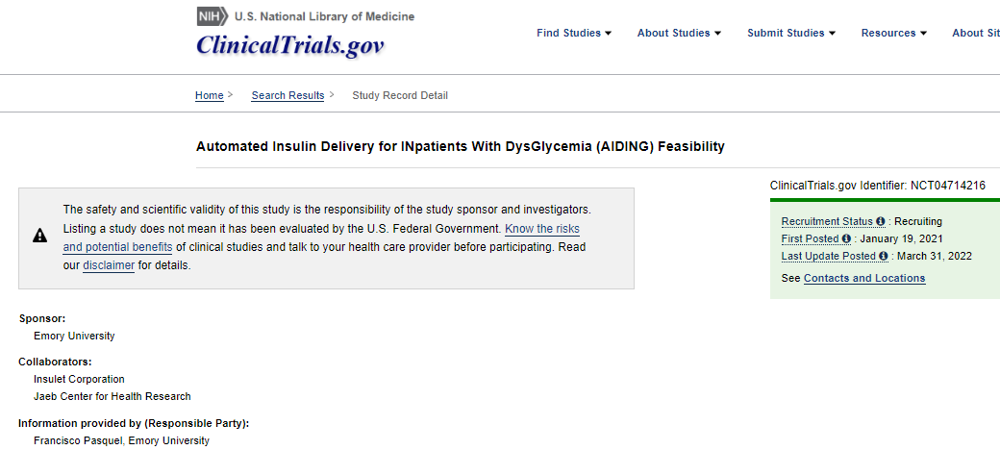 NIH U.S. National Library of Medicine
ClinicalTrials.gov
Find Studies About Studies Submit Studies Resources About Sit
Home > Search Results > Study Record Detail
Automated Insulin Delivery for INpatients With DysGlycemia (AIDING) Feasibility
The safety and scientific validity of this study is the responsibility of the study sponsor and investigators.
Listing a study does not mean it has been evaluated by the U.S. Federal Government. Know the risks
and potential benefits of clinical studies and talk to your health care provider before participating. Read
our disclaimer for details.
ClinicalTrials.gov Identifier: NCT04714216
Recruitment Status : Recruiting
First Posted : January 19, 2021
Last Update Posted : March 31, 2022
See Contacts and Locations
Sponsor:
Emory University
Collaborators:
Insulet Corporation
Jaeb Center for Health Research
Information provided by (Responsible Party):
Francisco Pasquel, Emory University